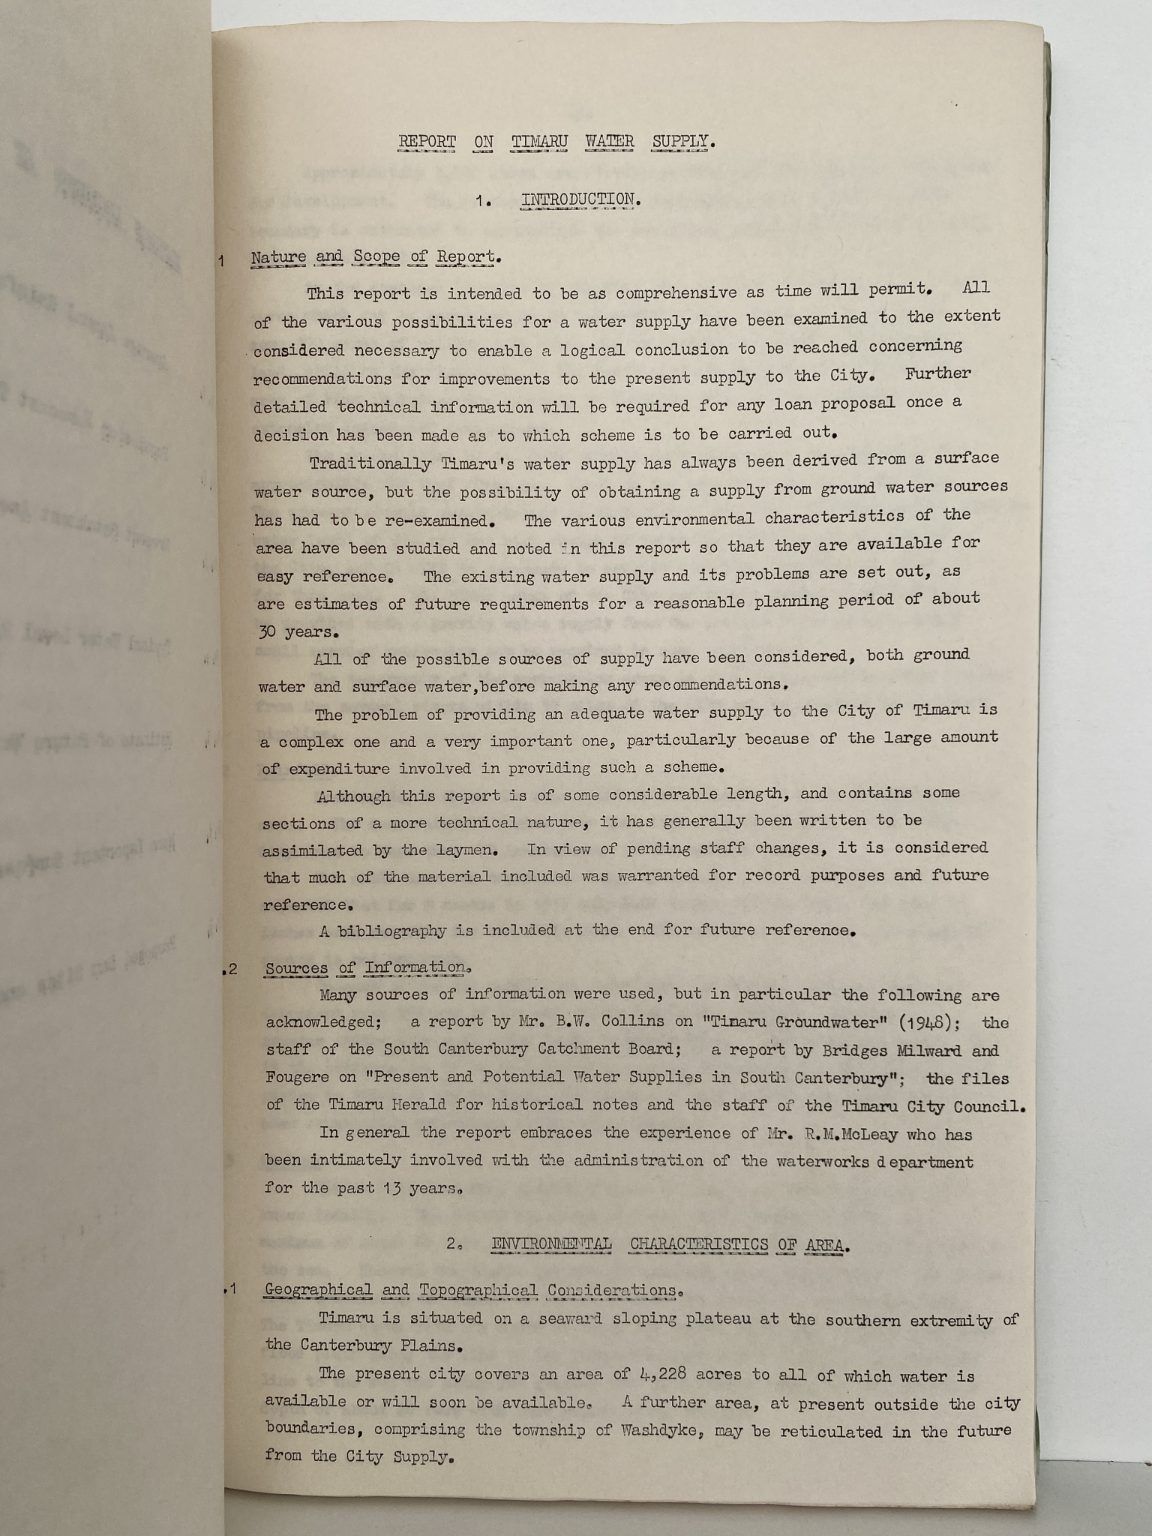 REPORT ON TIMARU WATER SUPPLY.
1. INTRODUCTION.
1 Nature and Scope of Report.
This report is intended to be as comprehensive as time will permit. All
of the various possibilities for a water supply have been examined to the extent
considered necessary to enable a logical conclusion to be reached concerning
recommendations for improvements to the present supply to the City. Further
detailed technical information will be required for any loan proposal once a
decision has been made as to which scheme is to be carried out.
Traditionally Timaru's water supply has always been derived from a surface
water source, but the possibility of obtaining a supply from ground water sources
has had to be re-examined. The various environmental characteristics of the
area have been studied and noted in this report so that they are available for
easy reference. The existing water supply and its problems are set out, as
are estimates of future requirements for a reasonable planning period of about
30 years.
All of the possible sources of supply have been considered, both ground
water and surface water,before making any recommendations.
The problem of providing an adequate water supply to the City of Timaru is
a complex one and a very important one, particularly because of the large amount
of expenditure involved in providing such a scheme.
Although this report is of some considerable length, and contains some
sections of a more technical nature, it has generally been written to be
assimilated by the laymen. In view of pending staff changes, it is considered
that much of the material included was warranted for record purposes and future
reference.
A bibliography is included at the end for future reference.
.2 Sources of Information.
Many sources of information were used, but in particular the following are
acknowledged; a report by Mr. B.W. Collins on "Timaru Groundwater" (1948); the
staff of the South Canterbury Catchment Board; a report by Bridges Milward and
Fougere on "Present and Potential Water Supplies in South Canterbury"; the files
of the Timaru Herald for historical notes and the staff of the Timaru City Council.
In general the report embraces the experience of Mr. R.M.McLeay who has
been intimately involved with the administration of the waterworks department
for the past 13 years.
2. ENVIRONMENTAL CHARACTERISTICS OF AREA.
.1 Geographical and Topographical Considerations.
Timaru is situated on a seaward sloping plateau at the southern extremity of
the Canterbury Plains.
The present city covers an area of 4,228 acres to all of which water is
available or will soon be available. A further area, at present outside the city
boundaries, comprising the township of Washdyke, may be reticulated in the future
from the City Supply.